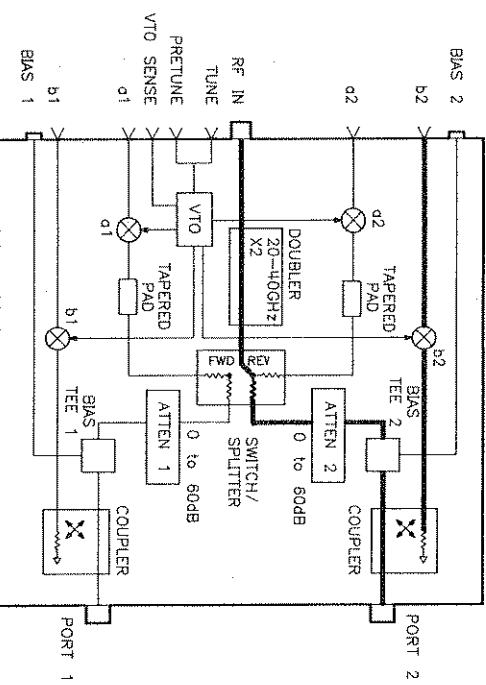 PORT 2
PORT 1
COUPLER
COUPLER
BIAS
TEE 2
BIAS
TEE 1
ATTEN 2
0 to 60dB
SWITCH/
SPLITTER
0 to 60dB
ATTEN 1
REV
FWD
b2
TAPERED
PAD
a2
DOUBLER
20-40GHz
X2
VTO
a1
TAPERED
PAD
b1
BIAS 2
b2
a2
RF IN
TUNE
PRETUNE
VTO SENSE
a1
b1
BIAS 1